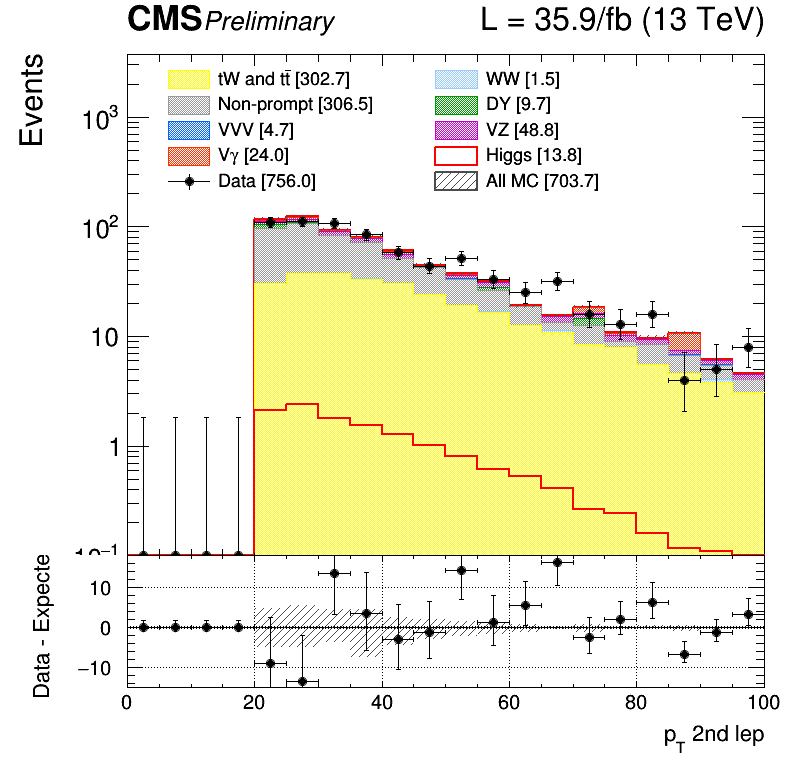 CMS Preliminary L = 35.9/fb (13 TeV)
Events
tW and tt̄ [302.7] WW [1.5]
Non-prompt [306.5] DY [9.7]
VVV [4.7] VZ [48.8]
Vγ [24.0] Higgs [13.8]
Data [756.0] All MC [703.7]
10³
10²
10
1
10⁻¹
Data - Expecte
10
0
−10
0 20 40 60 80 100
p_T 2nd lep